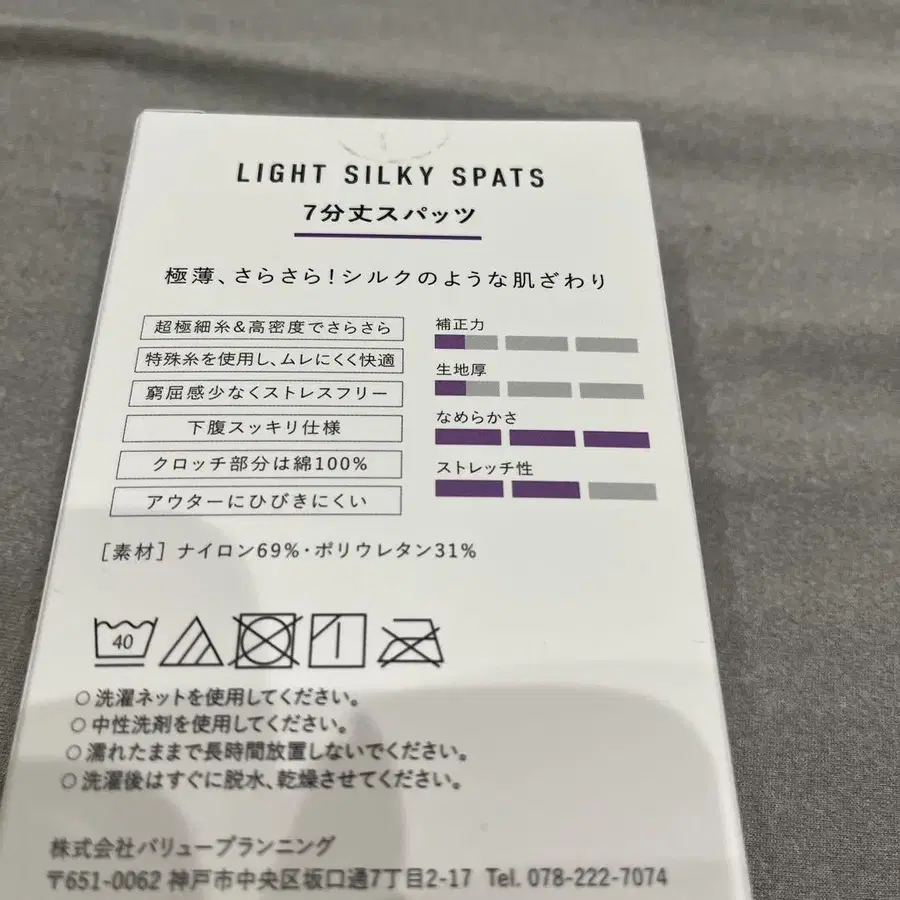 LIGHT SILKY SPATS
7分丈スパッツ
極薄、さらさら!シルクのような肌ざわり
超極細糸&高密度でさらさら
特殊糸を使用し、ムレにくく快適
窮屈感少なくストレスフリー
下腹スッキリ仕様
クロッチ部分は綿100%
アウターにひびきにくい
補正力
生地厚
なめらかさ
ストレッチ性
[素材] ナイロン69%・ポリウレタン31%
40
○洗濯ネットを使用してください。
○中性洗剤を使用してください。
○濡れたままで長時間放置しないでください。
○洗濯後はすぐに脱水、乾燥させてください。
株式会社バリュープランニング
〒651-0062 神戸市中央区坂口通7丁目2-17 Tel. 078-222-7074